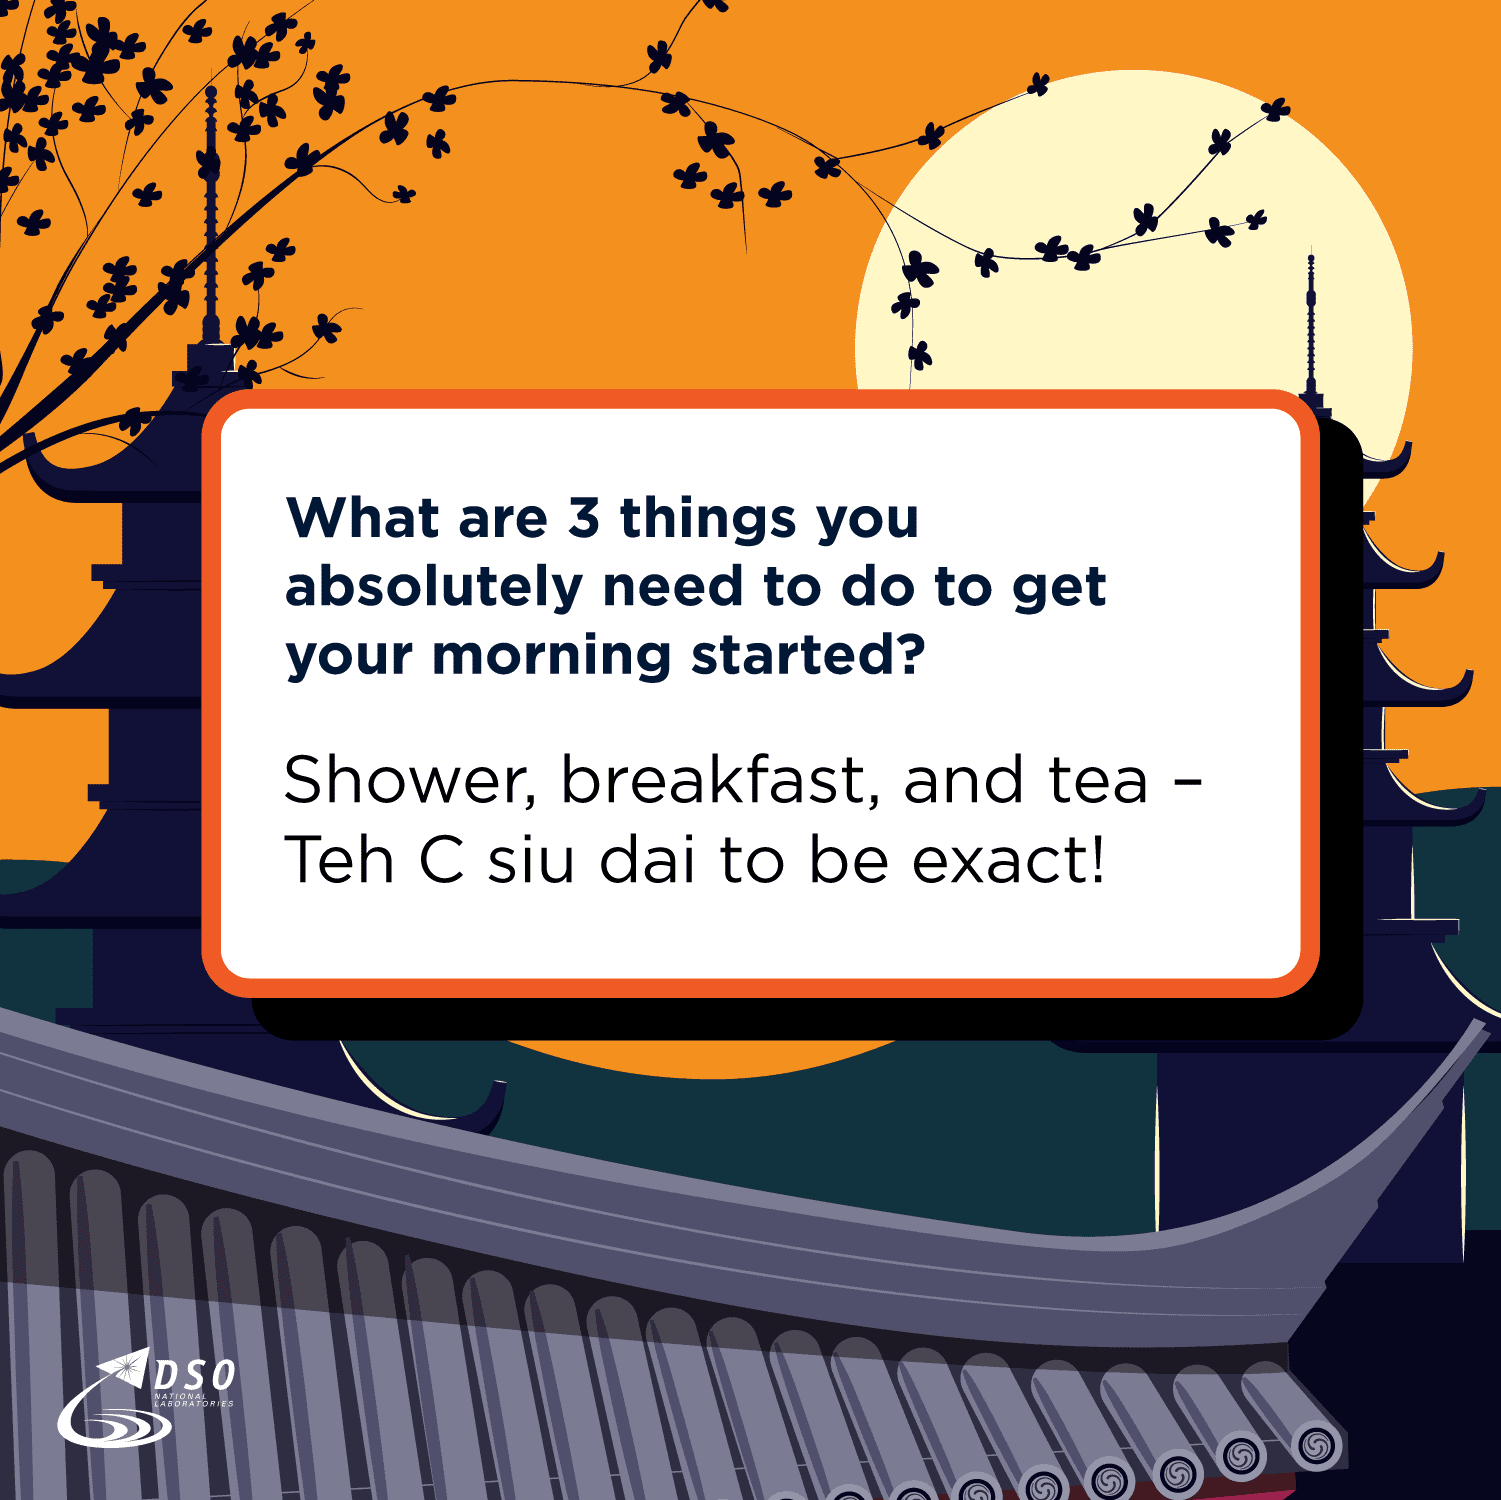 What are 3 things you
absolutely need to do to get
your morning started?
Shower, breakfast, and tea –
Teh C siu dai to be exact!
DSO
NATIONAL
LABORATORIES